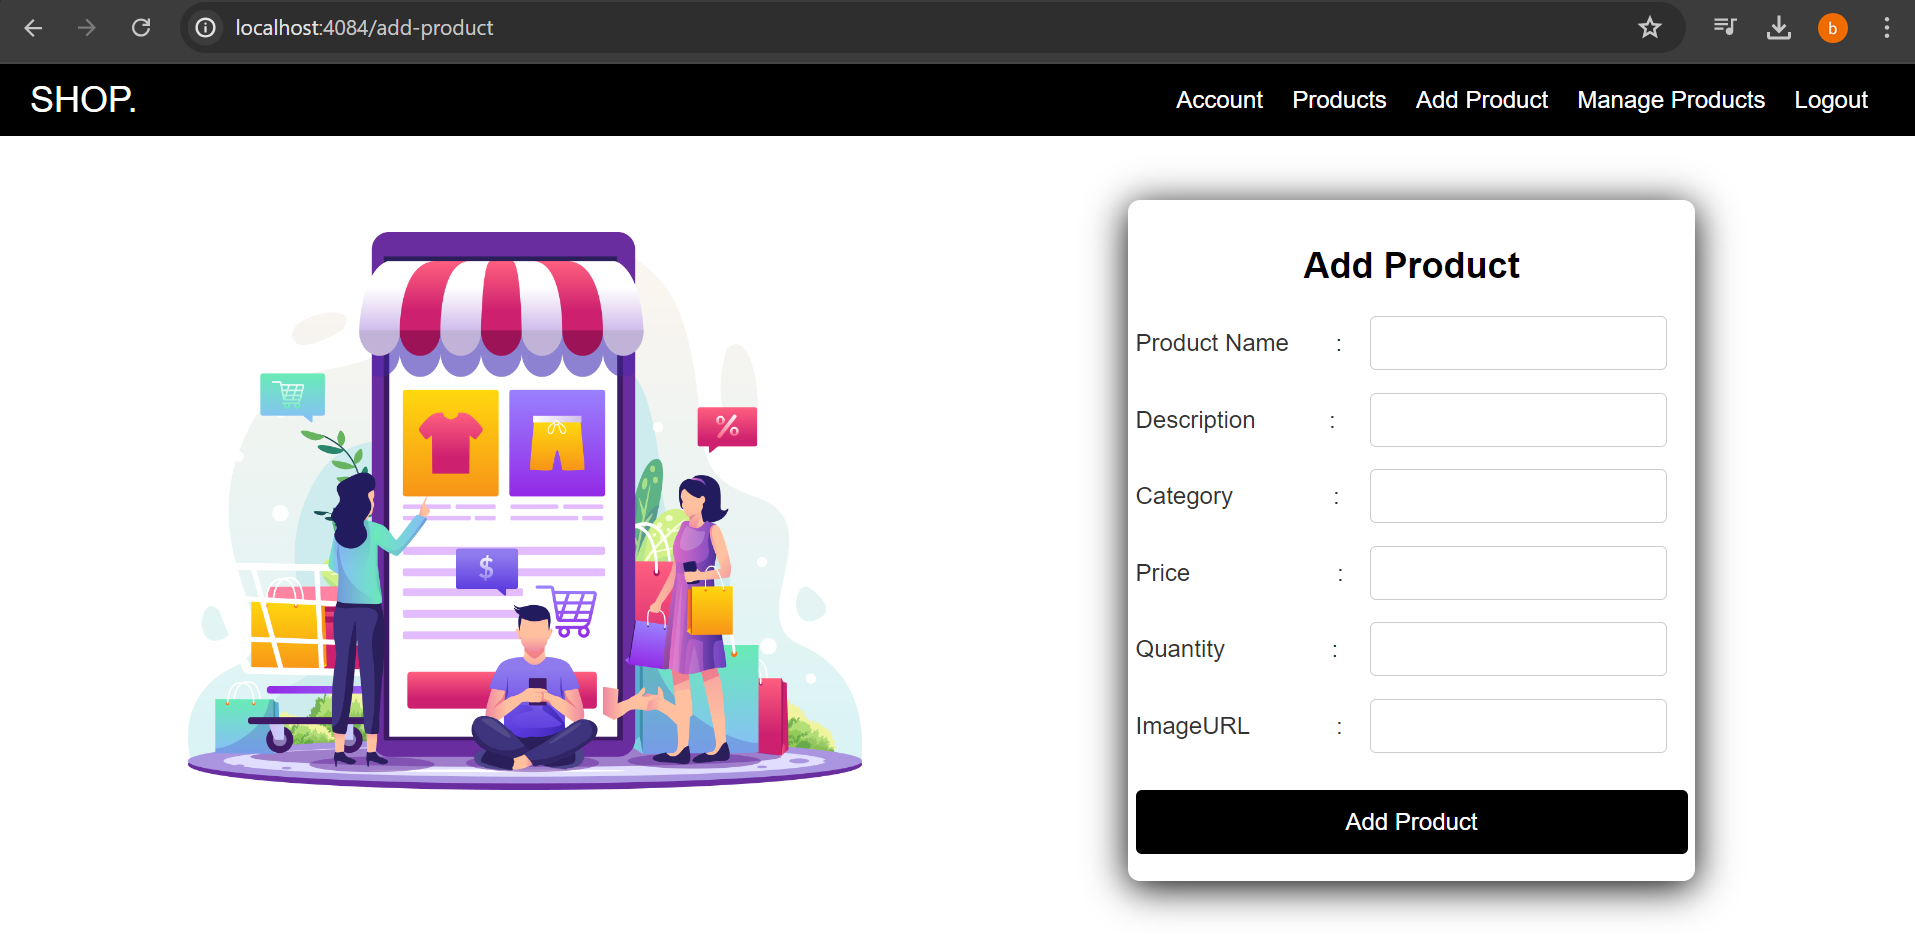 localhost:4084/add-product
b
SHOP.
Account Products Add Product Manage Products Logout
%
$
Add Product
Product Name :
Description :
Category :
Price :
Quantity :
ImageURL :
Add Product